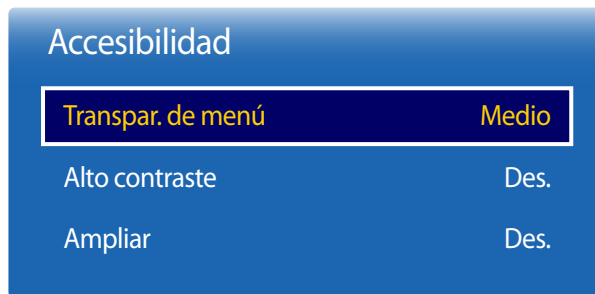 Accesibilidad
Transpar. de menú Medio
Alto contraste Des.
Ampliar Des.